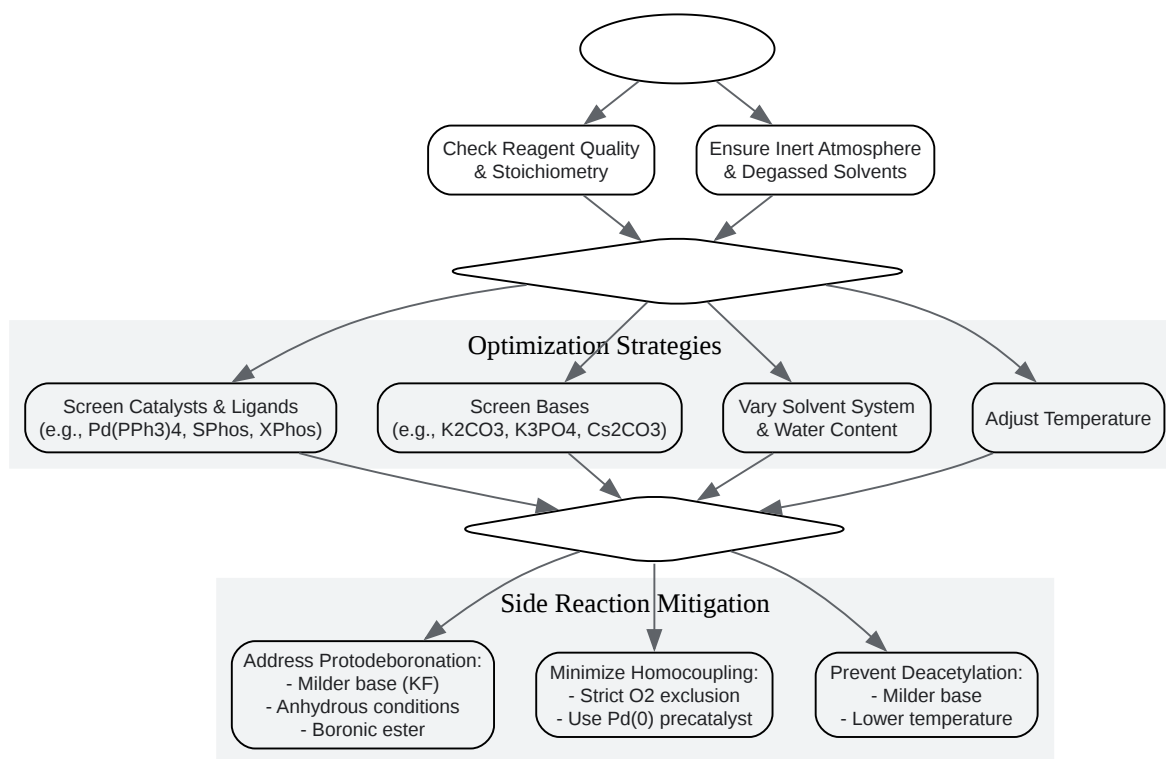 Check Reagent Quality
& Stoichiometry
Ensure Inert Atmosphere
& Degassed Solvents
Optimization Strategies
Screen Catalysts & Ligands
(e.g., Pd(PPh3)4, SPhos, XPhos)
Screen Bases
(e.g., K2CO3, K3PO4, Cs2CO3)
Vary Solvent System
& Water Content
Adjust Temperature
Side Reaction Mitigation
Address Protodeboronation:
- Milder base (KF)
- Anhydrous conditions
- Boronic ester
Minimize Homocoupling:
- Strict O2 exclusion
- Use Pd(0) precatalyst
Prevent Deacetylation:
- Milder base
- Lower temperature